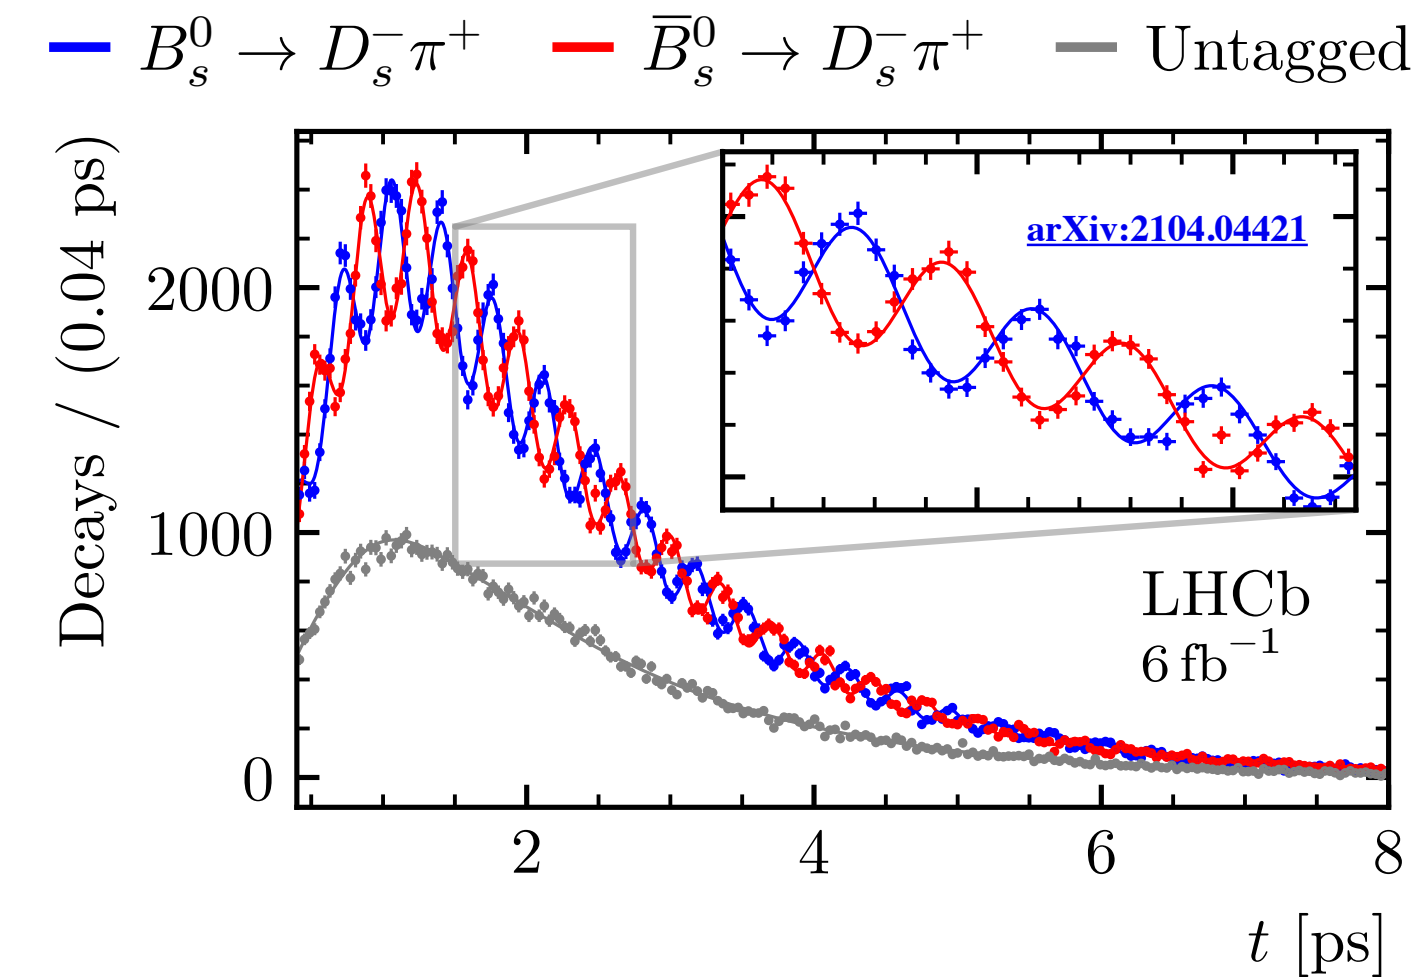 B⁰ₛ → D⁻ₛπ⁺ B̅⁰ₛ → D⁻ₛπ⁺ Untagged
Decays / (0.04 ps)
2000
1000
0
arXiv:2104.04421
LHCb
6 fb⁻¹
2 4 6 8
t [ps]